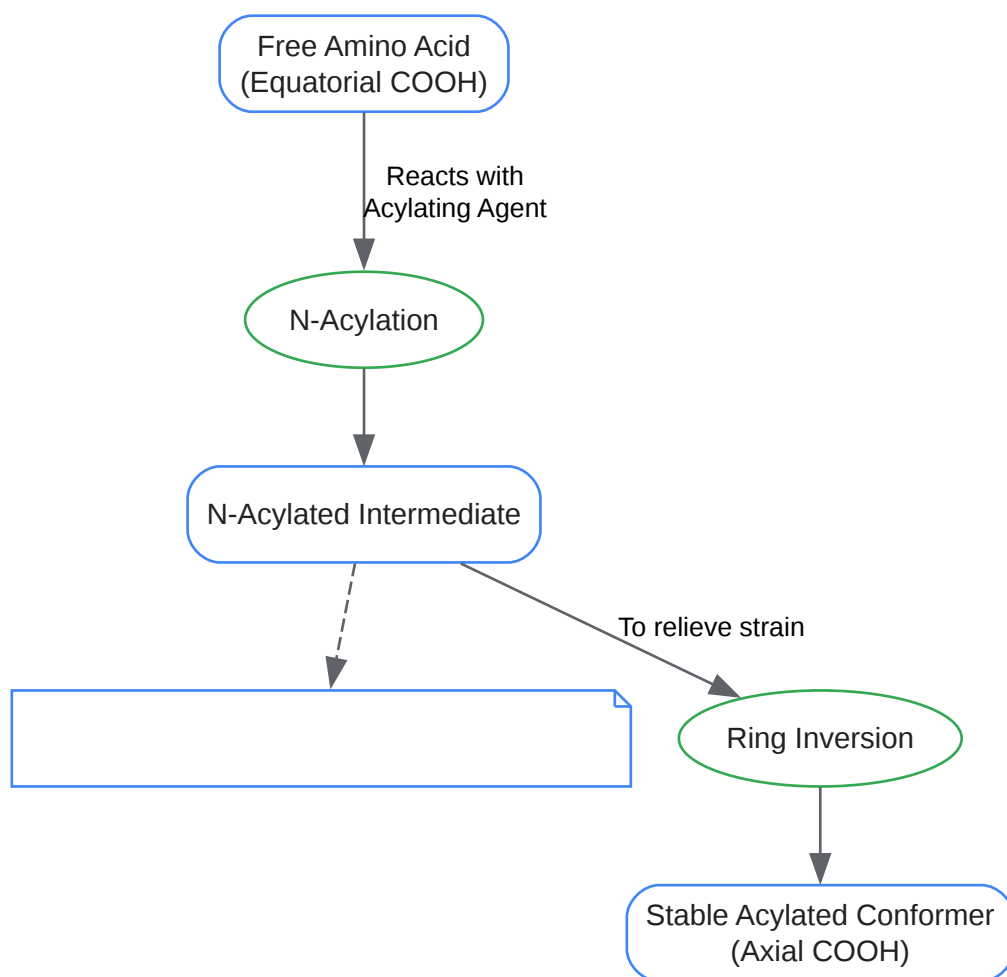 Free Amino Acid
(Equatorial COOH)
Reacts with
Acylating Agent
N-Acylation
N-Acylated Intermediate
To relieve strain
Ring Inversion
Stable Acylated Conformer
(Axial COOH)